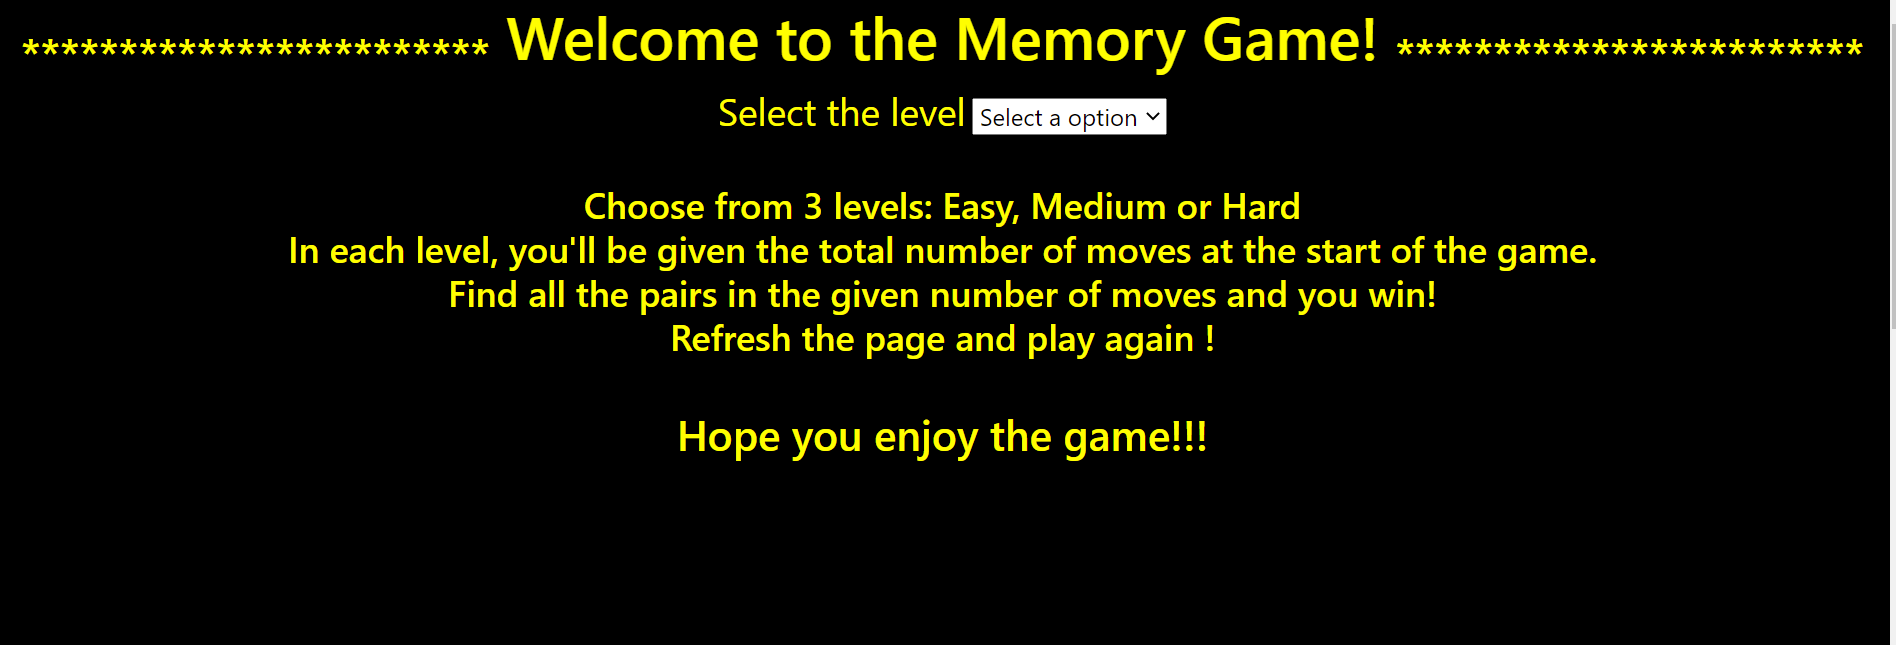 ************************ Welcome to the Memory Game! ************************
Select the level Select a option
Choose from 3 levels: Easy, Medium or Hard
In each level, you'll be given the total number of moves at the start of the game.
Find all the pairs in the given number of moves and you win!
Refresh the page and play again !
Hope you enjoy the game!!!